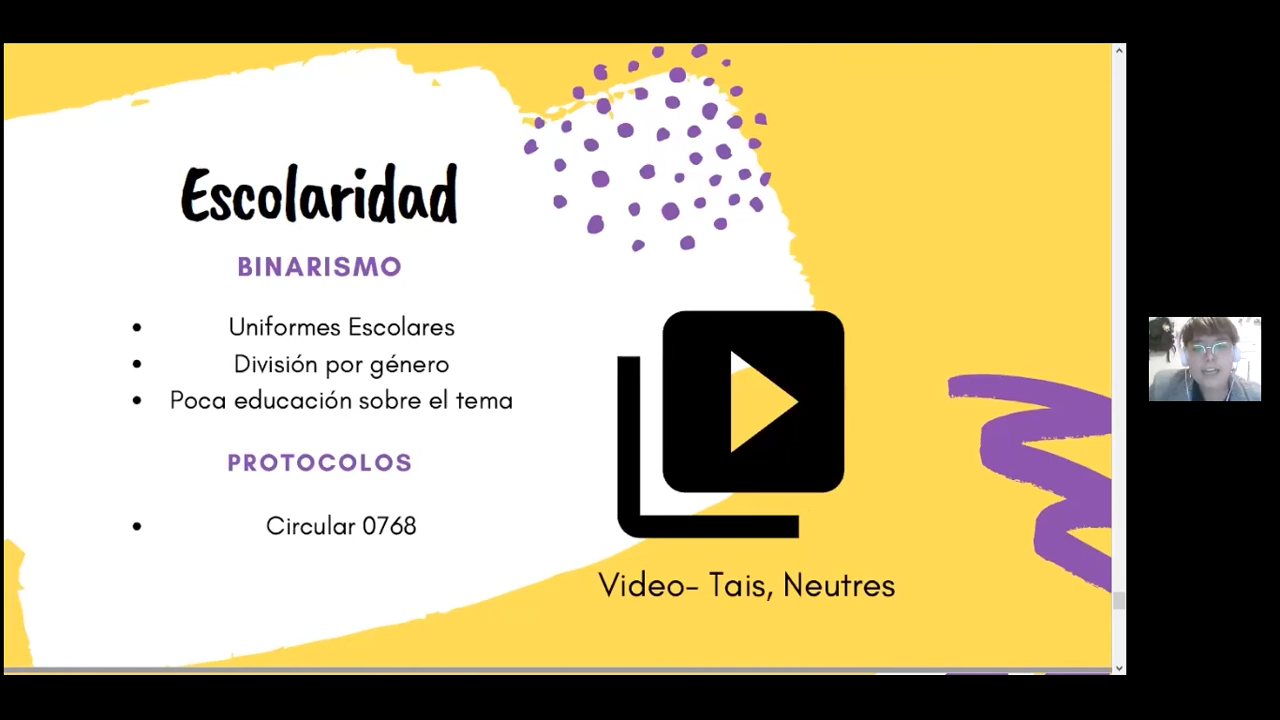 Escolaridad
BINARISMO
• Uniformes Escolares
• División por género
• Poca educación sobre el tema
PROTOCOLOS
• Circular 0768
Video- Tais, Neutres